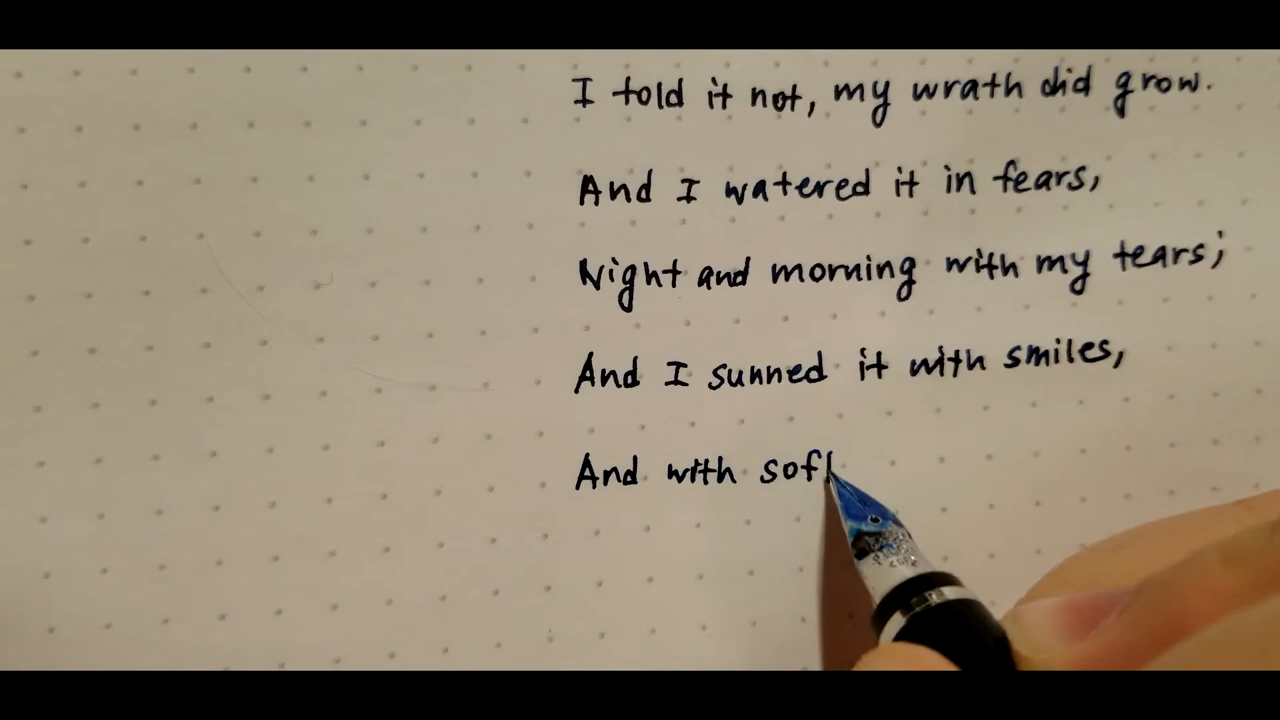 I told it not, my wrath did grow.
And I watered it in fears,
Night and morning with my tears;
And I sunned it with smiles,
And with sof